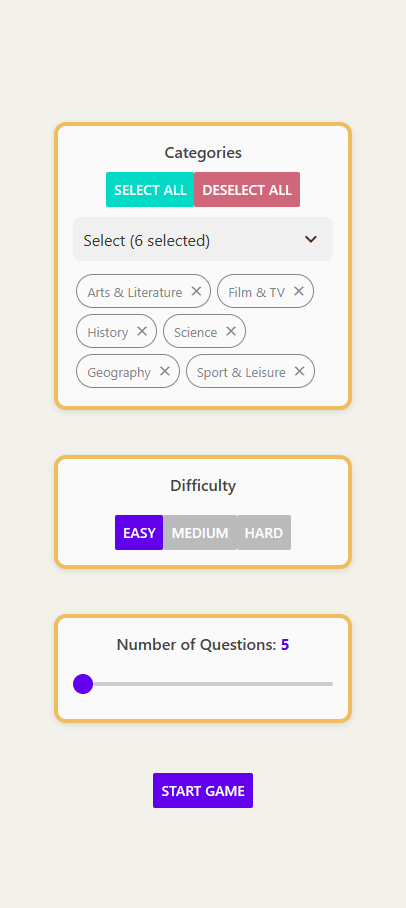 Categories
SELECT ALL DESELECT ALL
Select (6 selected)
Arts & Literature × Film & TV ×
History × Science ×
Geography × Sport & Leisure ×
Difficulty
EASY MEDIUM HARD
Number of Questions: 5
START GAME